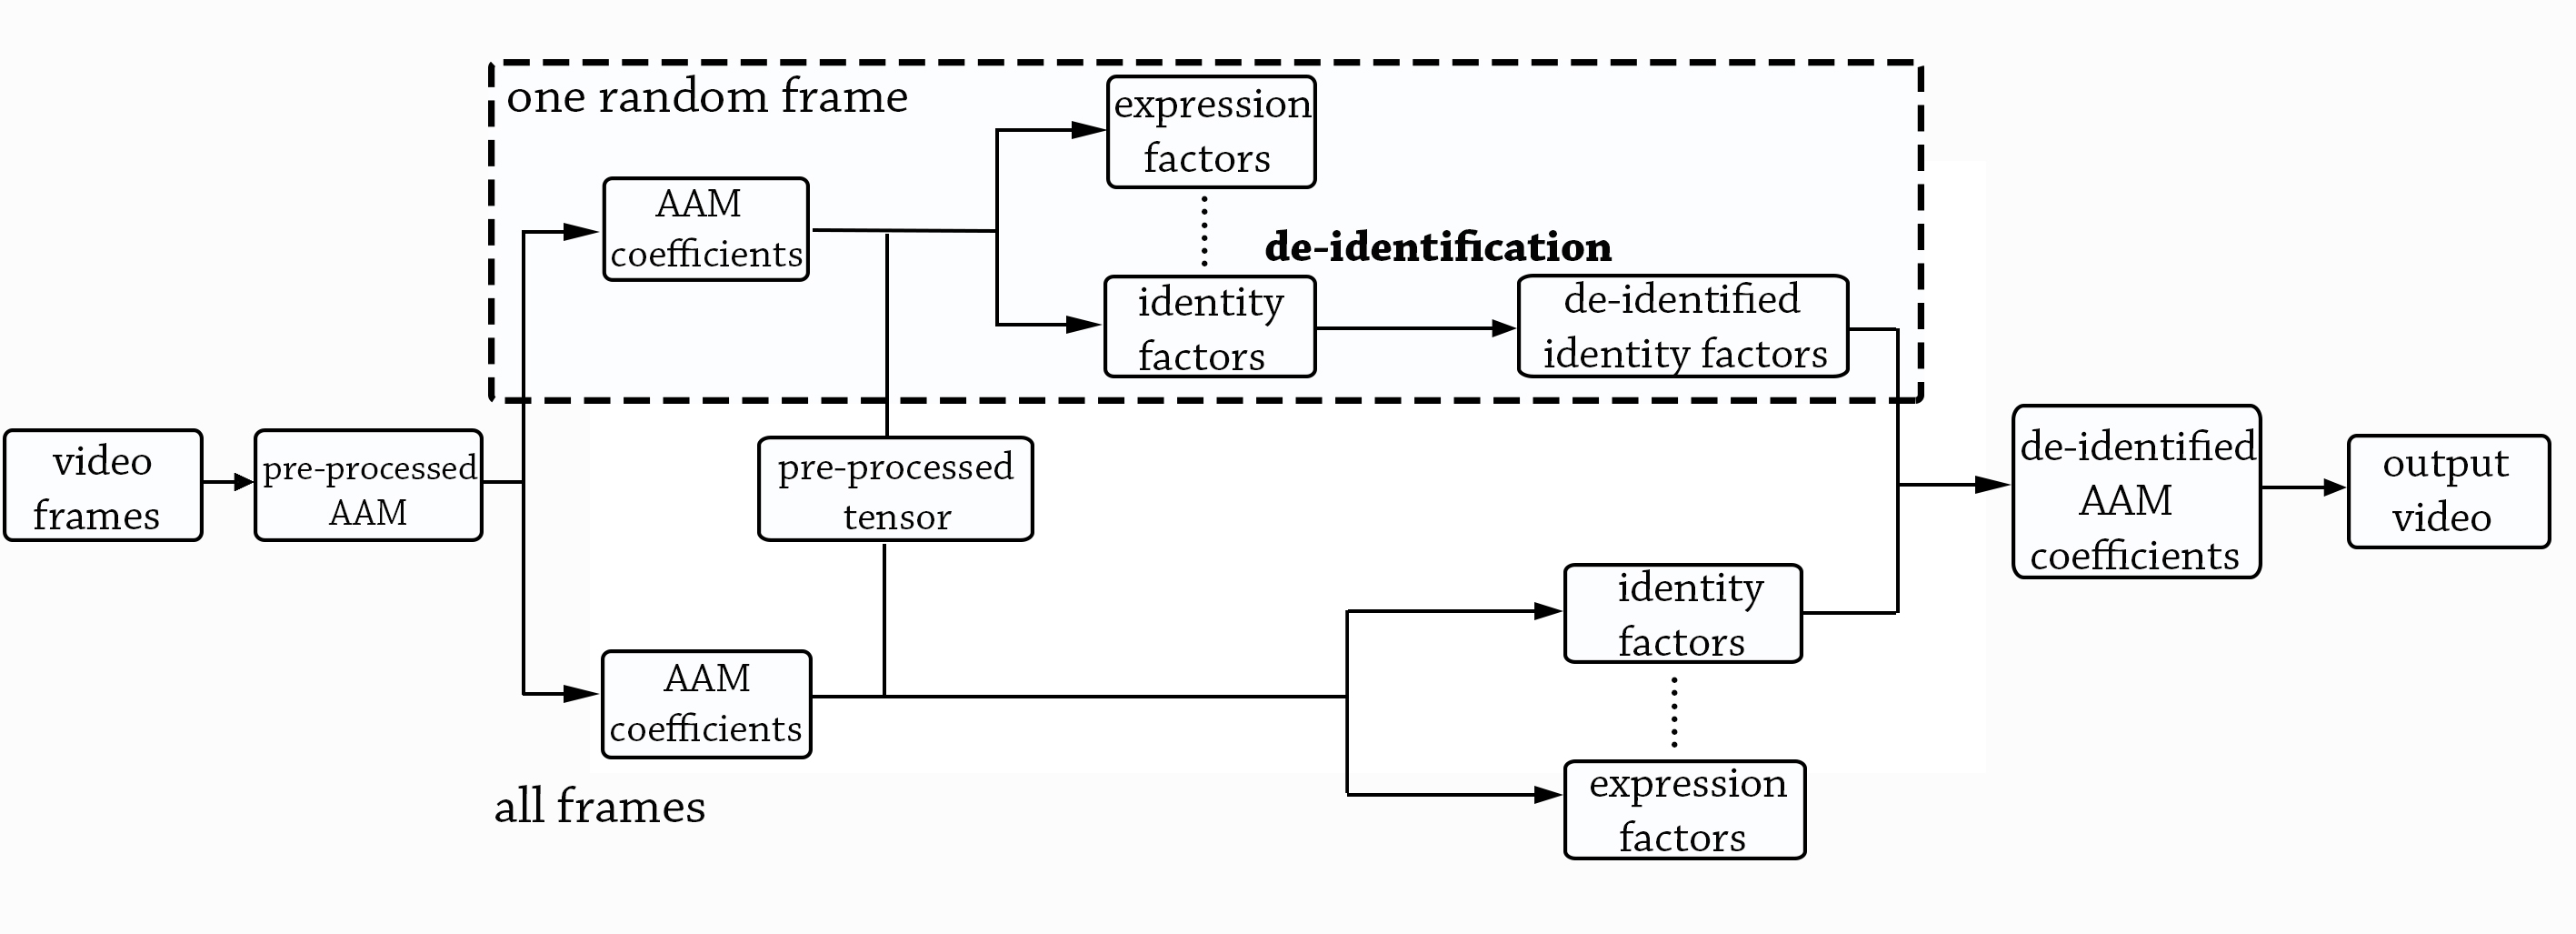 one random frame
expression
factors
AAM
coefficients
de-identification
identity
factors
de-identified
identity factors
video
frames
pre-processed
AAM
pre-processed
tensor
de-identified
AAM
coefficients
output
video
identity
factors
AAM
coefficients
expression
factors
all frames